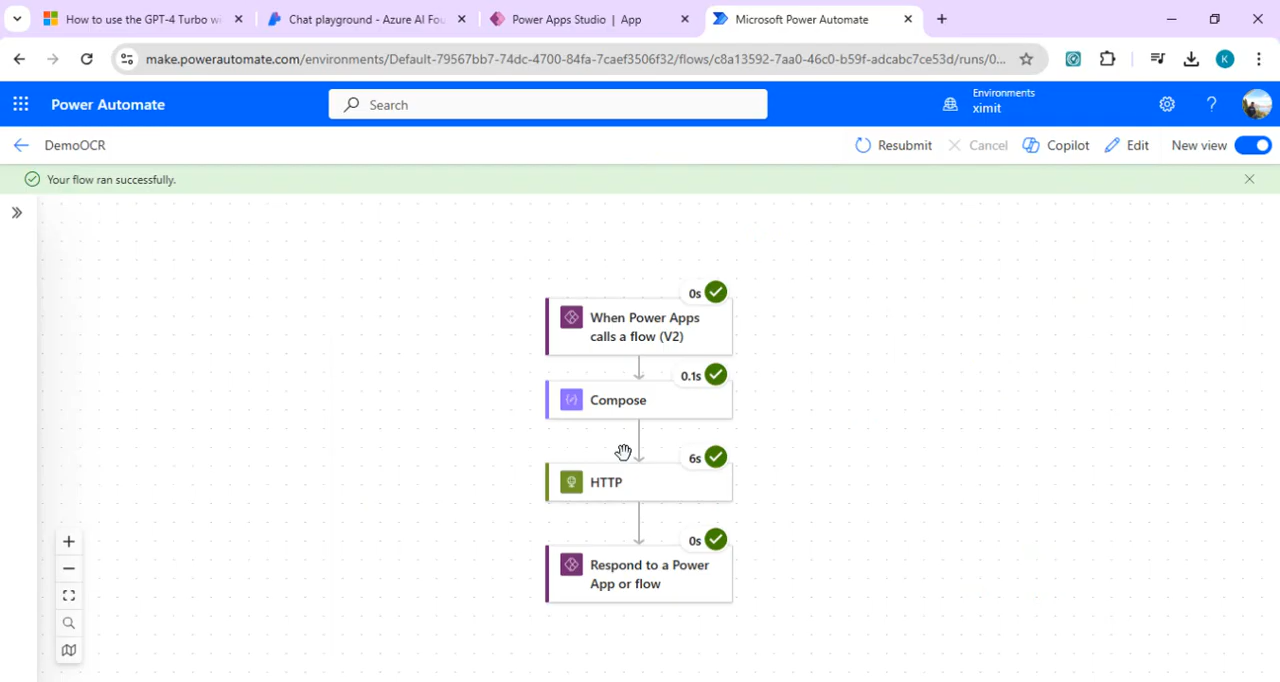 How to use the GPT-4 Turbo w
Chat playground - Azure AI Fou
Power Apps Studio | App
Microsoft Power Automate
make.powerautomate.com/environments/Default-79567bb7-74dc-4700-84fa-7caef3506f32/flows/c8a13592-7aa0-46c0-b59f-adcabc7ce53d/runs/0...
K
Power Automate
Search
Environments
ximit
DemoOCR
Resubmit
Cancel
Copilot
Edit
New view
Your flow ran successfully.
0s
When Power Apps
calls a flow (V2)
0.1s
Compose
6s
HTTP
0s
Respond to a Power
App or flow